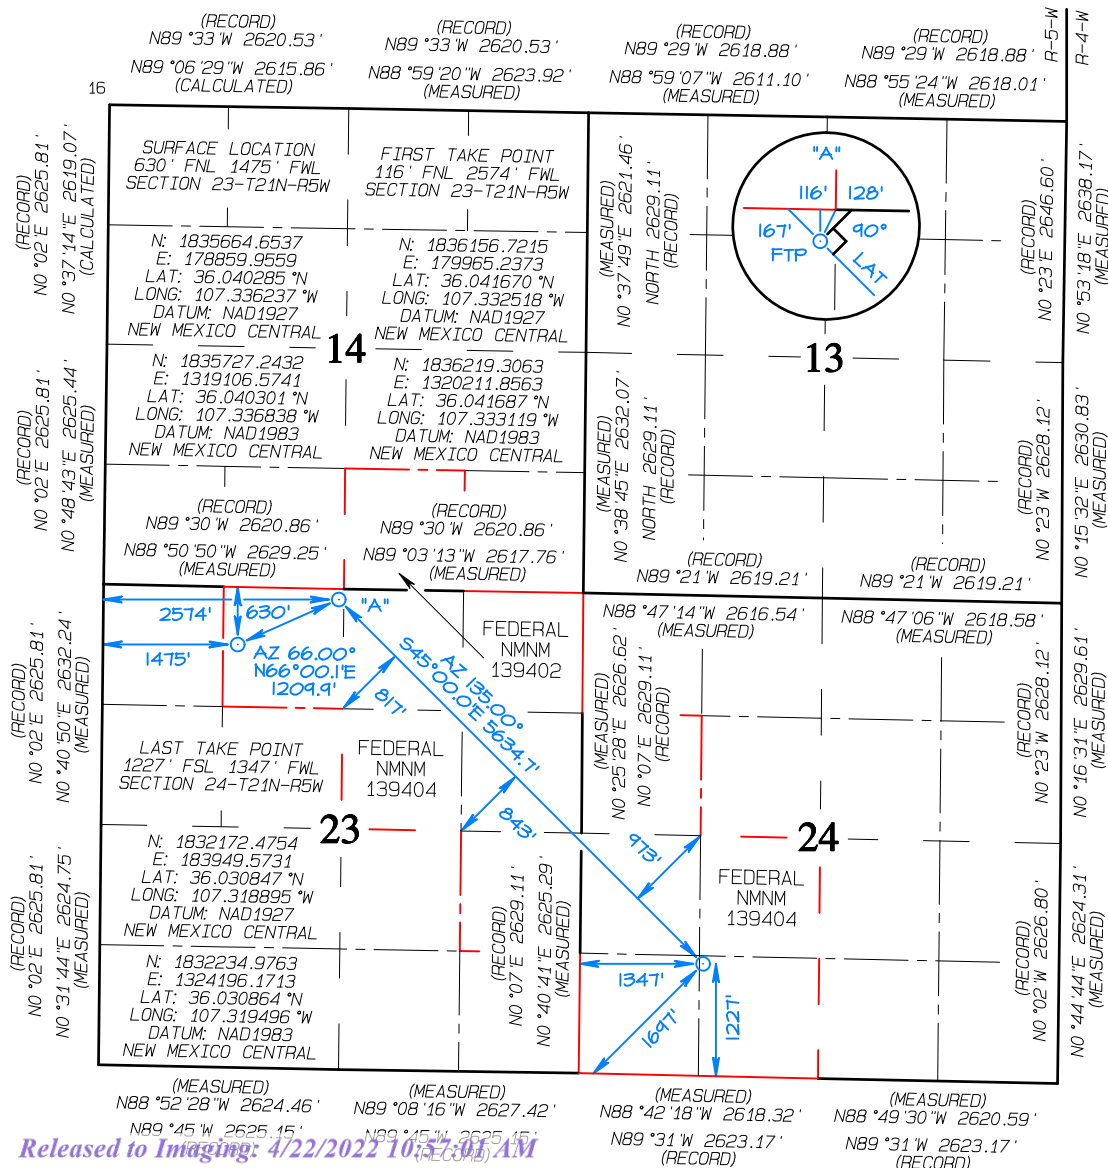 (RECORD)
N89°33'W 2620.53'
N89°06'29"W 2615.86'
(CALCULATED)
(RECORD)
N89°33'W 2620.53'
N88°59'20"W 2623.92'
(MEASURED)
(RECORD)
N89°29'W 2618.88'
N88°59'07"W 2611.10'
(MEASURED)
(RECORD)
N89°29'W 2618.88'
N88°55'24"W 2618.01'
(MEASURED)
R-5-W
R-4-W
16
(RECORD)
N0°02'E 2625.81'
N0°37'14"E 2619.07'
(CALCULATED)
SURFACE LOCATION
630' FNL 1475' FWL
SECTION 23-T21N-R5W
FIRST TAKE POINT
116' FNL 2574' FWL
SECTION 23-T21N-R5W
N: 1835664.6537
E: 178859.9559
LAT: 36.040285°N
LONG: 107.336237°W
DATUM: NAD1927
NEW MEXICO CENTRAL
N: 1836156.7215
E: 179965.2373
LAT: 36.041670°N
LONG: 107.332518°W
DATUM: NAD1927
NEW MEXICO CENTRAL
14
N: 1835727.2432
E: 1319106.5741
LAT: 36.040301°N
LONG: 107.336838°W
DATUM: NAD1983
NEW MEXICO CENTRAL
N: 1836219.3063
E: 1320211.8563
LAT: 36.041687°N
LONG: 107.333119°W
DATUM: NAD1983
NEW MEXICO CENTRAL
(MEASURED)
N0°37'49"E 2621.46'
NORTH 2629.11'
(RECORD)
"A"
116'
128'
167'
90°
FTP
LAT
13
(RECORD)
N0°23'E 2646.60'
N0°53'18"E 2638.17'
(MEASURED)
(RECORD)
N0°02'E 2625.81'
N0°48'43"E 2625.44'
(MEASURED)
(MEASURED)
N0°38'45"E 2632.07'
NORTH 2629.11'
(RECORD)
(RECORD)
N0°23'W 2628.12'
N0°15'32"E 2630.83'
(MEASURED)
(RECORD)
N89°30'W 2620.86'
N88°50'50"W 2629.25'
(MEASURED)
(RECORD)
N89°30'W 2620.86'
N89°03'13"W 2617.76'
(MEASURED)
(RECORD)
N89°21'W 2619.21'
N88°47'14"W 2616.54'
(MEASURED)
(RECORD)
N89°21'W 2619.21'
N88°47'06"W 2618.58'
(MEASURED)
2574'
630'
"A"
1475'
AZ 66.00°
N66°00.1'E
1209.9'
817'
AZ 135.00°
S45°00.0'E 5634.7'
FEDERAL
NMNM
139402
(RECORD)
N0°02'E 2625.81'
N0°40'50"E 2632.24'
(MEASURED)
(MEASURED)
N0°25'28"E 2626.62'
N0°07'E 2629.11'
(RECORD)
(RECORD)
N0°23'W 2628.12'
N0°16'31"E 2629.61'
(MEASURED)
LAST TAKE POINT
1227' FSL 1347' FWL
SECTION 24-T21N-R5W
FEDERAL
NMNM
139404
23
843'
973'
24
N: 1832172.4754
E: 183949.5731
LAT: 36.030847°N
LONG: 107.318895°W
DATUM: NAD1927
NEW MEXICO CENTRAL
FEDERAL
NMNM
139404
N: 1832234.9763
E: 1324196.1713
LAT: 36.030864°N
LONG: 107.319496°W
DATUM: NAD1983
NEW MEXICO CENTRAL
(RECORD)
N0°02'E 2625.81'
N0°31'44"E 2624.75'
(MEASURED)
(RECORD)
N0°07'E 2629.11'
N0°40'41"E 2625.29'
(MEASURED)
1347'
1697'
1227'
(RECORD)
N0°02'W 2626.80'
N0°44'44"E 2624.31'
(MEASURED)
(MEASURED)
N88°52'28"W 2624.46'
N89°45'W 2625.15'
(RECORD)
(MEASURED)
N89°08'16"W 2627.42'
N89°45'W 2625.15'
(RECORD)
(MEASURED)
N88°42'18"W 2618.32'
N89°31'W 2623.17'
(RECORD)
(MEASURED)
N88°49'30"W 2620.59'
N89°31'W 2623.17'
(RECORD)
Released to Imaging: 4/22/2022 10:57:01 AM